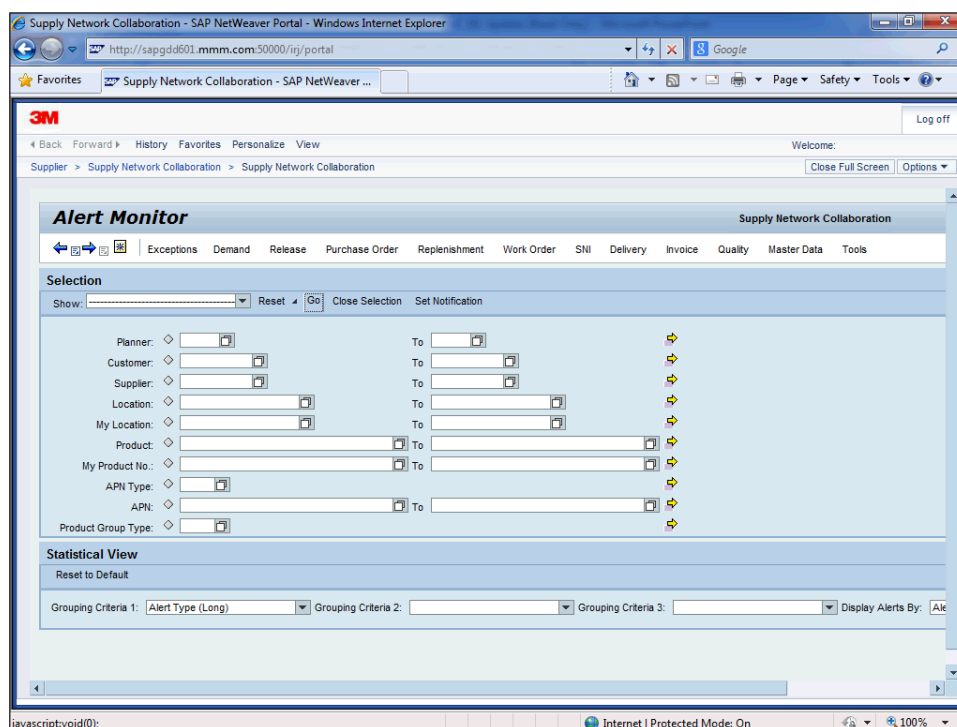 Supply Network Collaboration - SAP NetWeaver Portal - Windows Internet Explorer
http://sapgdd601.mmm.com:50000/irj/portal
Google
Favorites
Supply Network Collaboration - SAP NetWeaver ...
Page Safety Tools
3M
Log off
Back Forward History Favorites Personalize View
Welcome:
Supplier > Supply Network Collaboration > Supply Network Collaboration
Close Full Screen Options
Alert Monitor
Supply Network Collaboration
Exceptions Demand Release Purchase Order Replenishment Work Order SNI Delivery Invoice Quality Master Data Tools
Selection
Show: Reset Go Close Selection Set Notification
Planner: To
Customer: To
Supplier: To
Location: To
My Location: To
Product: To
My Product No.: To
APN Type:
APN: To
Product Group Type:
Statistical View
Reset to Default
Grouping Criteria 1: Alert Type (Long) Grouping Criteria 2: Grouping Criteria 3: Display Alerts By: Ale
javascript:void(0);
Internet | Protected Mode: On
100%